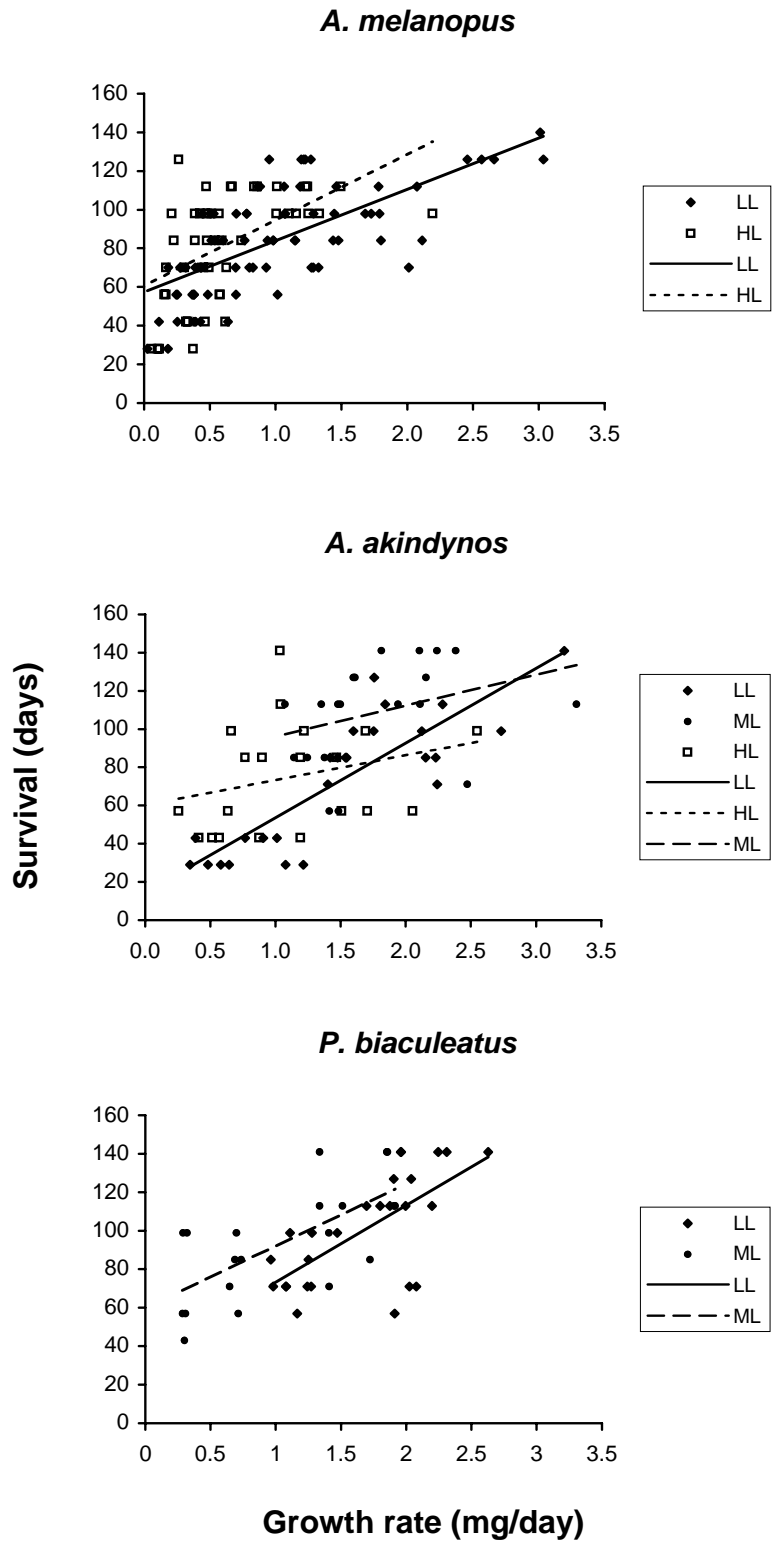 A. melanopus
160
140
120
100
80
60
40
20
0
0.0 0.5 1.0 1.5 2.0 2.5 3.0 3.5
LL
HL
LL
HL
A. akindynos
Survival (days)
160
140
120
100
80
60
40
20
0
0.0 0.5 1.0 1.5 2.0 2.5 3.0 3.5
LL
ML
HL
LL
HL
ML
P. biaculeatus
160
140
120
100
80
60
40
20
0
0 0.5 1 1.5 2 2.5 3 3.5
LL
ML
LL
ML
Growth rate (mg/day)